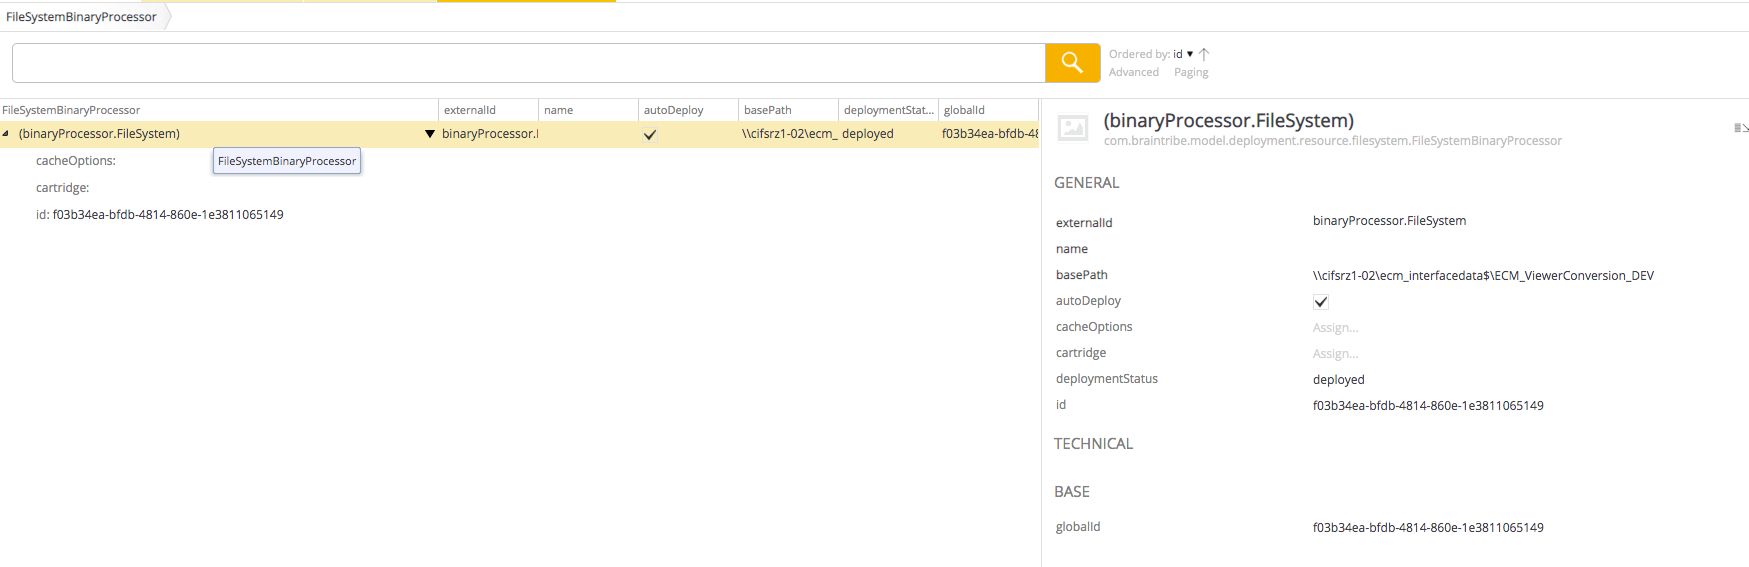 FileSystemBinaryProcessor
Ordered by: id
Advanced Paging
FileSystemBinaryProcessor externalId name autoDeploy basePath deploymentStat... globalId
(binaryProcessor.FileSystem) binaryProcessor. \\cifsrz1-02\ecm_ deployed f03b34ea-bfdb-48
cacheOptions:
FileSystemBinaryProcessor
cartridge:
id: f03b34ea-bfdb-4814-860e-1e3811065149
(binaryProcessor.FileSystem)
com.braintribe.model.deployment.resource.filesystem.FileSystemBinaryProcessor
GENERAL
externalId binaryProcessor.FileSystem
name
basePath \\cifsrz1-02\ecm_interfacedata$\ECM_ViewerConversion_DEV
autoDeploy
cacheOptions Assign...
cartridge Assign...
deploymentStatus deployed
id f03b34ea-bfdb-4814-860e-1e3811065149
TECHNICAL
BASE
globalId f03b34ea-bfdb-4814-860e-1e3811065149